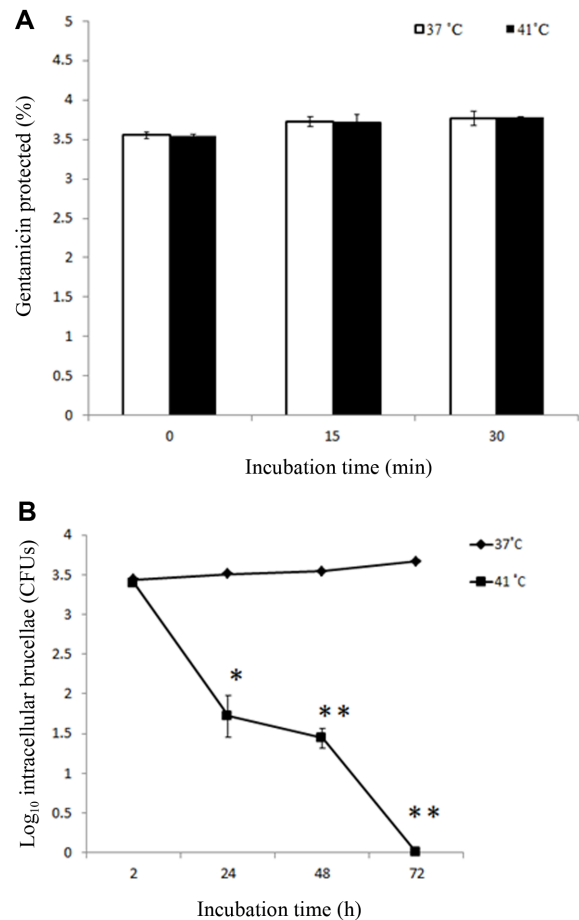 A
37 ˚C 41˚C
Gentamicin protected (%)
5
4.5
4
3.5
3
2.5
2
1.5
1
0.5
0
0 15 30
Incubation time (min)
B
37˚C
41 ˚C
Log₁₀ intracellular brucellae (CFUs)
4
3.5
3
2.5
2
1.5
1
0.5
0
*
**
**
2 24 48 72
Incubation time (h)